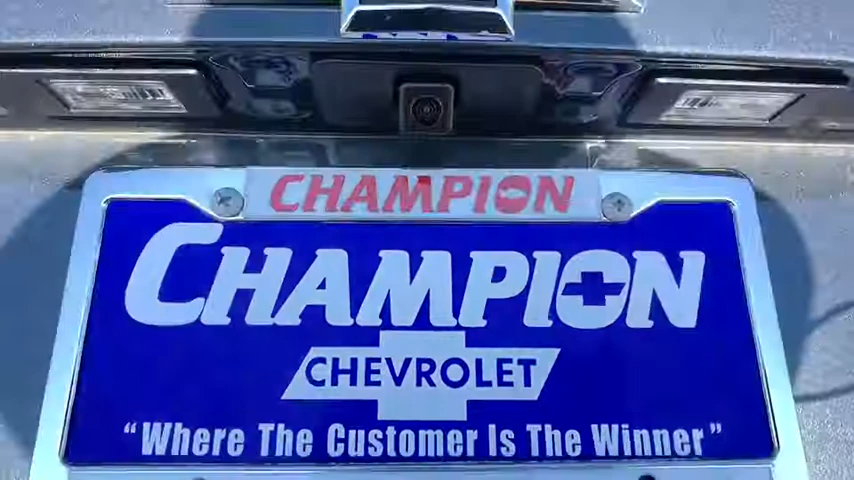 CHAMPION
CHAMPION
CHEVROLET
“Where The Customer Is The Winner”